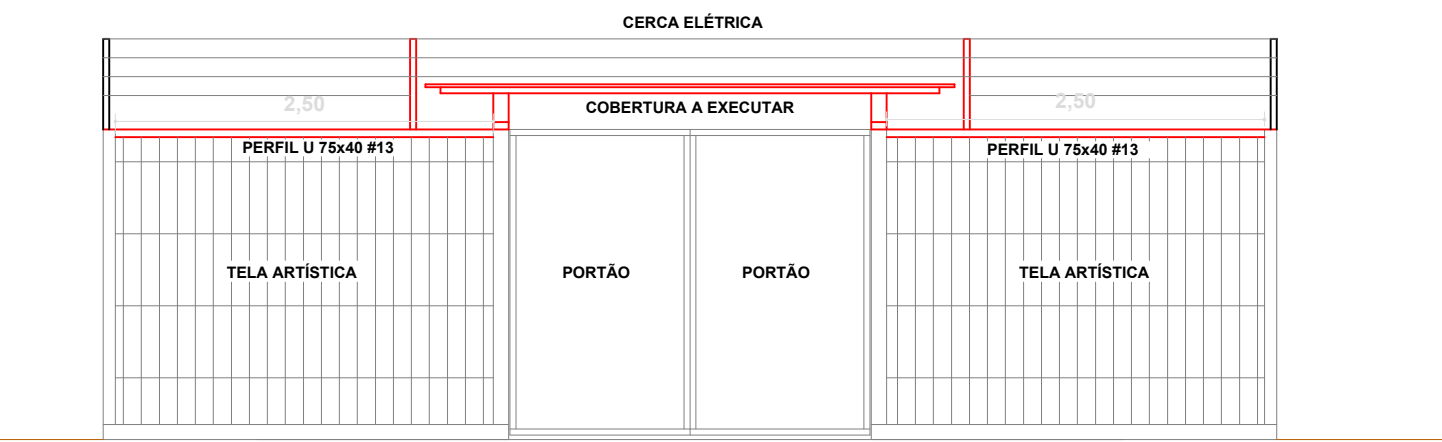 CERCA ELÉTRICA
2,50
2,50
COBERTURA A EXECUTAR
PERFIL U 75x40 #13
PERFIL U 75x40 #13
TELA ARTÍSTICA
PORTÃO
PORTÃO
TELA ARTÍSTICA